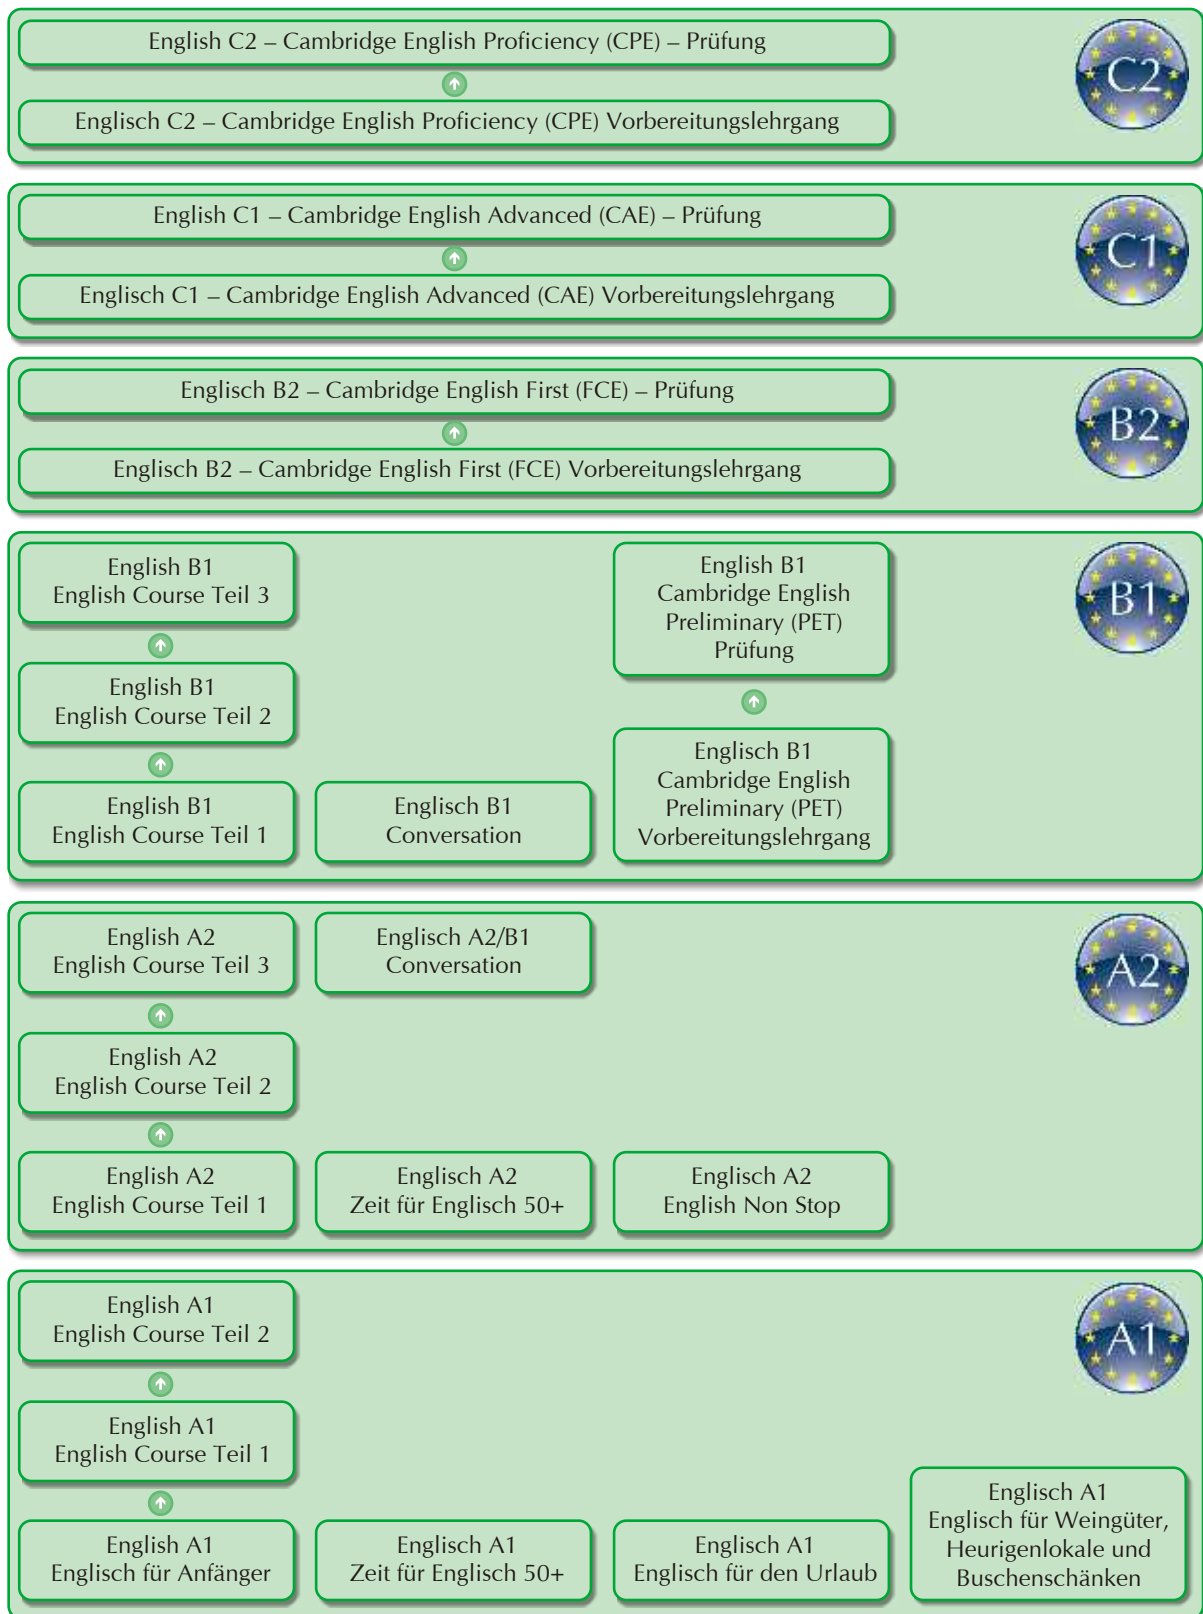 English C2 – Cambridge English Proficiency (CPE) – Prüfung
C2
Englisch C2 – Cambridge English Proficiency (CPE) Vorbereitungslehrgang
English C1 – Cambridge English Advanced (CAE) – Prüfung
C1
Englisch C1 – Cambridge English Advanced (CAE) Vorbereitungslehrgang
Englisch B2 – Cambridge English First (FCE) – Prüfung
B2
Englisch B2 – Cambridge English First (FCE) Vorbereitungslehrgang
English B1
English Course Teil 3
English B1
Cambridge English
Preliminary (PET)
Prüfung
B1
English B1
English Course Teil 2
English B1
English Course Teil 1
Englisch B1
Conversation
Englisch B1
Cambridge English
Preliminary (PET)
Vorbereitungslehrgang
English A2
English Course Teil 3
Englisch A2/B1
Conversation
A2
English A2
English Course Teil 2
English A2
English Course Teil 1
Englisch A2
Zeit für Englisch 50+
Englisch A2
English Non Stop
English A1
English Course Teil 2
A1
English A1
English Course Teil 1
English A1
Englisch für Anfänger
Englisch A1
Zeit für Englisch 50+
Englisch A1
Englisch für den Urlaub
Englisch A1
Englisch für Weingüter,
Heurigenlokale und
Buschenschänken